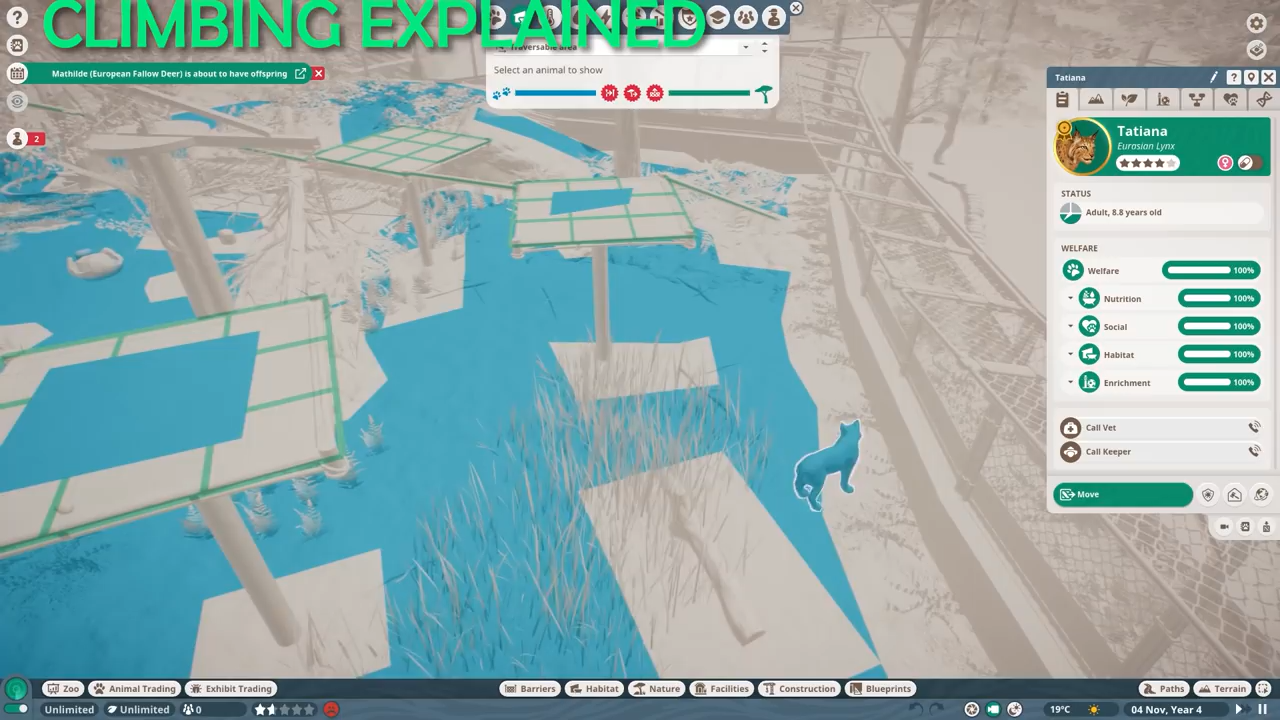 CLIMBING EXPLAINED
Traversable area
Select an animal to show
Mathilde (European Fallow Deer) is about to have offspring
2
Tatiana
Tatiana
Eurasian Lynx
STATUS
Adult, 8.8 years old
WELFARE
Welfare 100%
Nutrition 100%
Social 100%
Habitat 100%
Enrichment 100%
Call Vet
Call Keeper
Move
Zoo Animal Trading Exhibit Trading Barriers Habitat Nature Facilities Construction Blueprints Paths Terrain
Unlimited Unlimited 0 19°C 04 Nov, Year 4